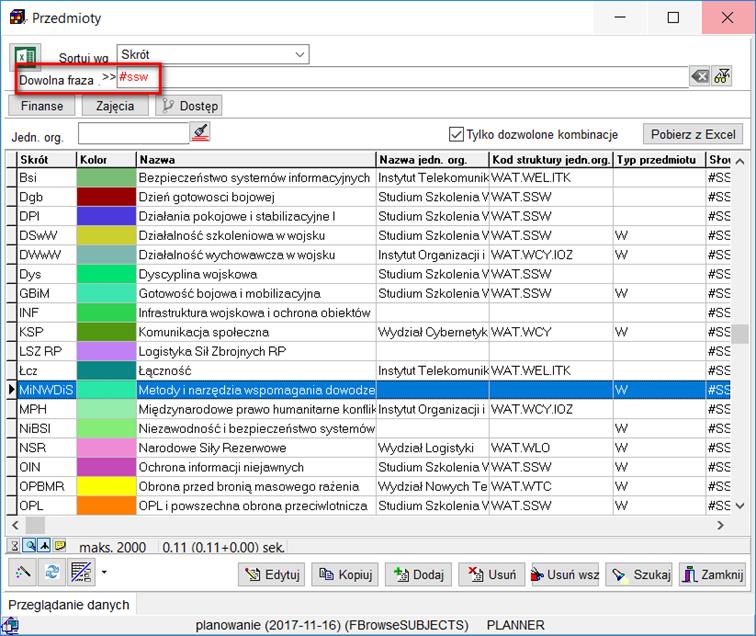 Przedmioty
Sortuj wg Skrót
Dowolna fraza . >> #ssw
Finanse Zajęcia Dostęp
Jedn. org. Tylko dozwolone kombinacje Pobierz z Excel
Skrót Kolor Nazwa Nazwa jedn. org. Kod struktury jedn.org. Typ przedmiotu Słow
Bsi Bezpieczeństwo systemów informacyjnych Instytut Telekomunik WAT.WEL.ITK #SS
Dgb Dzień gotowosci bojowej Studium Szkolenia W WAT.SSW #SS
DPI Działania pokojowe i stabilizacyjne I Studium Szkolenia W WAT.SSW #SS
DSwW Działalność szkoleniowa w wojsku Studium Szkolenia W WAT.SSW W #SS
DWwW Działalność wychowawcza w wojsku Instytut Organizacji i WAT.WCY.IOZ W #SS
Dys Dyscyplina wojskowa Studium Szkolenia W WAT.SSW #SS
GBiM Gotowość bojowa i mobilizacyjna Studium Szkolenia W WAT.SSW W #SS
INF Infrastruktura wojskowa i ochrona obiektów #SS
KSP Komunikacja społeczna Wydział Cybernetyk WAT.WCY W #SS
LSZ RP Logistyka Sił Zbrojnych RP #SS
Łcz Łączność Instytut Telekomunik WAT.WEL.ITK #SS
MiNWDiS Metody i narzędzia wspomagania dowodze W #SS
MPH Międzynarodowe prawo humanitarne konflik Instytut Organizacji i WAT.WCY.IOZ #SS
NiBSI Niezawodność i bezpieczeństwo systemów W #SS
NSR Narodowe Siły Rezerwowe Wydział Logistyki WAT.WLO W #SS
OIN Ochrona informacji niejawnych Studium Szkolenia W WAT.SSW W #SS
OPBMR Obrona przed bronią masowego rażenia Wydział Nowych Te WAT.WTC W #SS
OPL OPL i powszechna obrona przeciwlotnicza Studium Szkolenia W WAT.SSW W #SS
maks. 2000 0.11 (0.11+0.00) sek.
Edytuj Kopiuj Dodaj Usuń Usuń wsz Szukaj Zamknij
Przeglądanie danych
planowanie (2017-11-16) (FBrowseSUBJECTS) PLANNER